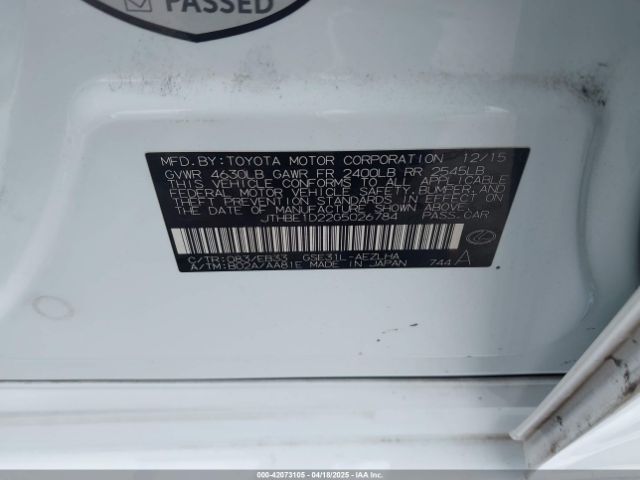 PASSED
MFD.BY:TOYOTA MOTOR CORPORATION 12/15
GVWR 4630LB GAWR FR 2400LB RR 2545LB
THIS VEHICLE CONFORMS TO ALL APPLICABLE
FEDERAL MOTOR VEHICLE SAFETY, BUMPER, AND
THEFT PREVENTION STANDARDS IN EFFECT ON
THE DATE OF MANUFACTURE SHOWN ABOVE.
JTHBE1D22G5026784 PASS.CAR
C/TR:083/EB33 GSE31L-AEZLHA
A/TM:B02A/AA81E MADE IN JAPAN 744 A
000-42073105 - 04/18/2025 - IAA Inc.